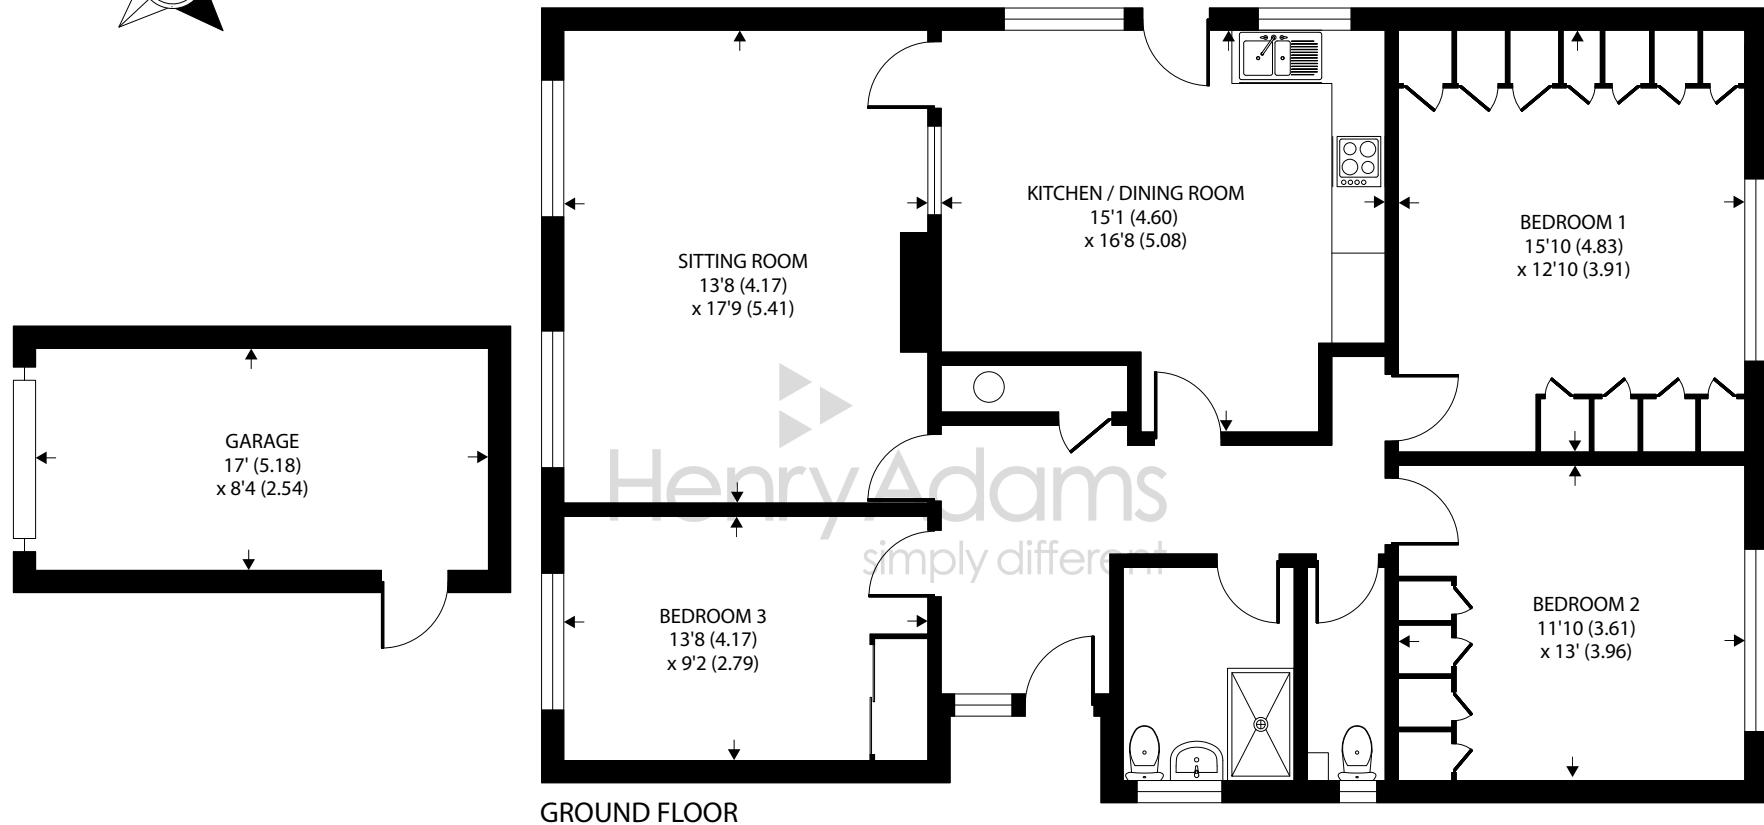 KITCHEN / DINING ROOM
15'1 (4.60)
x 16'8 (5.08)
BEDROOM 1
15'10 (4.83)
x 12'10 (3.91)
SITTING ROOM
13'8 (4.17)
x 17'9 (5.41)
GARAGE
17' (5.18)
x 8'4 (2.54)
HenryAdams
simply different
BEDROOM 3
13'8 (4.17)
x 9'2 (2.79)
BEDROOM 2
11'10 (3.61)
x 13' (3.96)
GROUND FLOOR